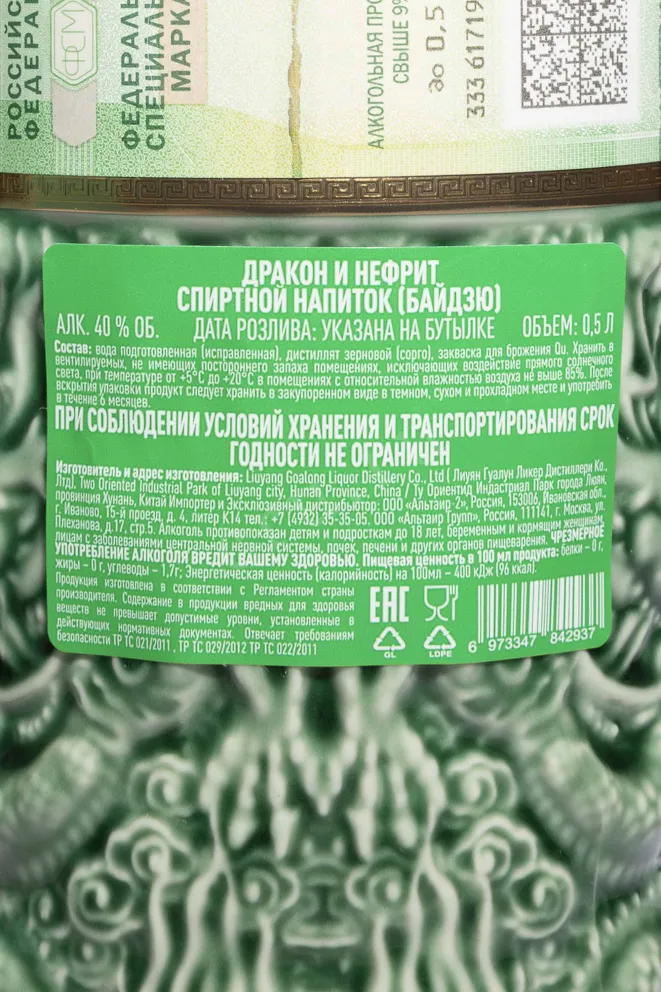 РОССИЙС
ФЕДЕРАЦ
ФСМ
ФЕДЕРАЛЬ
СПЕЦИАЛЬ
МАРКА
АЛКОГОЛЬНАЯ ПРО
СВЫШЕ 9%
до 0,5
333 61719
ДРАКОН И НЕФРИТ
СПИРТНОЙ НАПИТОК (БАЙДЗЮ)
АЛК. 40 % ОБ. ДАТА РОЗЛИВА: УКАЗАНА НА БУТЫЛКЕ ОБЪЕМ: 0,5 Л
Состав: вода подготовленная (исправленная), дистиллят зерновой (сорго), закваска для брожения Qu. Хранить в
вентилируемых, не имеющих постороннего запаха помещениях, исключающих воздействие прямого солнечного
света, при температуре от +5°С до +20°С в помещениях с относительной влажностью воздуха не выше 85%. После
вскрытия упаковки продукт следует хранить в закупоренном виде в темном, сухом и прохладном месте и употребить
в течение 6 месяцев.
ПРИ СОБЛЮДЕНИИ УСЛОВИЙ ХРАНЕНИЯ И ТРАНСПОРТИРОВАНИЯ СРОК
ГОДНОСТИ НЕ ОГРАНИЧЕН
Изготовитель и адрес изготовления: Liuyang Goalong Liquor Distillery Co., Ltd ( Лиуян Гуалун Ликер Дистиллери Ко.,
Лтд), Two Oriented Industrial Park of Liuyang city, Hunan Province, China / Ту Ориентид Индастриал Парк города Люян,
провинция Хунань, Китай Импортер и Эксклюзивный дистрибьютор: ООО «Альтаир-2», Россия, 153006, Ивановская обл.,
г. Иваново, 15-й проезд, д. 4, литер К14 тел.: +7 (4932) 35-35-05. ООО «Альтаир Групп», Россия, 111141, г. Москва, ул.
Плеханова, д.17, стр.5. Алкоголь противопоказан детям и подросткам до 18 лет, беременным и кормящим женщинам,
лицам с заболеваниями центральной нервной системы, почек, печени и других органов пищеварения. ЧРЕЗМЕРНОЕ
УПОТРЕБЛЕНИЕ АЛКОГОЛЯ ВРЕДИТ ВАШЕМУ ЗДОРОВЬЮ. Пищевая ценность в 100 мл продукта: белки – 0 г,
жиры – 0 г, углеводы – 1,7г; Энергетическая ценность (калорийность) на 100мл – 400 кДж (96 ккал).
Продукция изготовлена в соответствии с Регламентом страны
производителя. Содержание в продукции вредных для здоровья
веществ не превышает допустимые уровни, установленные в
действующих нормативных документах. Отвечает требованиям
безопасности ТР ТС 021/2011 , ТР ТС 029/2012 ТР ТС 022/2011
ЕАС
GL
LDPE
6 973347 842937